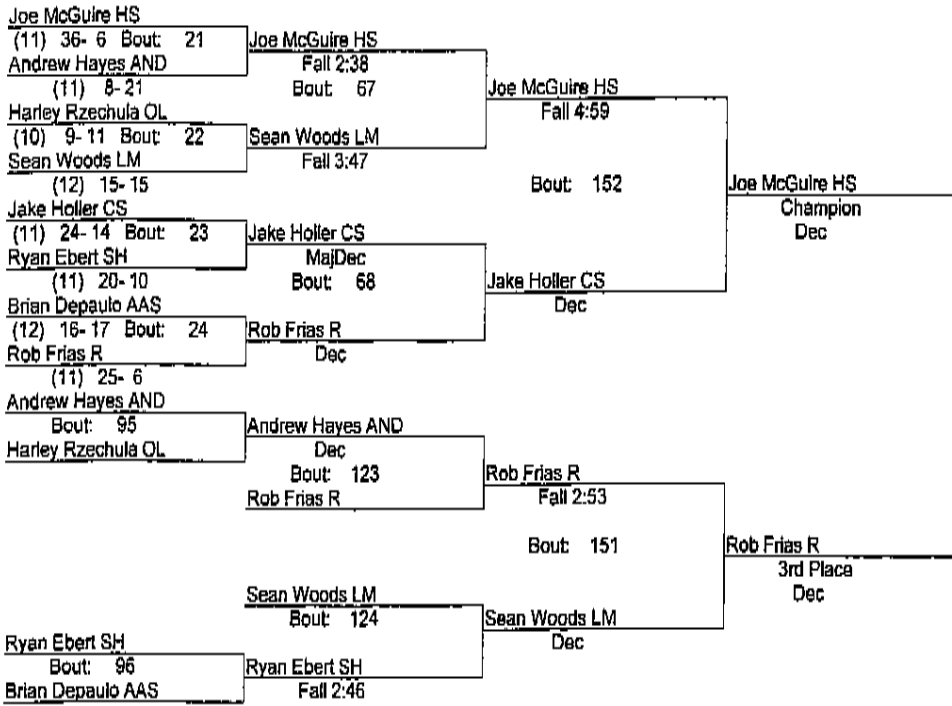 Joe McGuire HS
(11) 36- 6 Bout: 21
Andrew Hayes AND
(11) 8-21
Harley Rzechula OL
(10) 9- 11 Bout: 22
Sean Woods LM
(12) 15- 15
Jake Holler CS
(11) 24- 14 Bout: 23
Ryan Ebert SH
(11) 20- 10
Brian Depaulo AAS
(12) 16- 17 Bout: 24
Rob Frias R
(11) 25- 6
Andrew Hayes AND
Bout: 95
Harley Rzechula OL
Ryan Ebert SH
Bout: 96
Brian Depaulo AAS
Joe McGuire HS
Fall 2:38
Bout: 67
Sean Woods LM
Fall 3:47
Jake Holler CS
MajDec
Bout: 68
Rob Frias R
Dec
Andrew Hayes AND
Dec
Bout: 123
Rob Frias R
Sean Woods LM
Bout: 124
Ryan Ebert SH
Fall 2:46
Joe McGuire HS
Fall 4:59
Bout: 152
Jake Holler CS
Dec
Rob Frias R
Fall 2:53
Bout: 151
Sean Woods LM
Dec
Joe McGuire HS
Champion
Dec
Rob Frias R
3rd Place
Dec